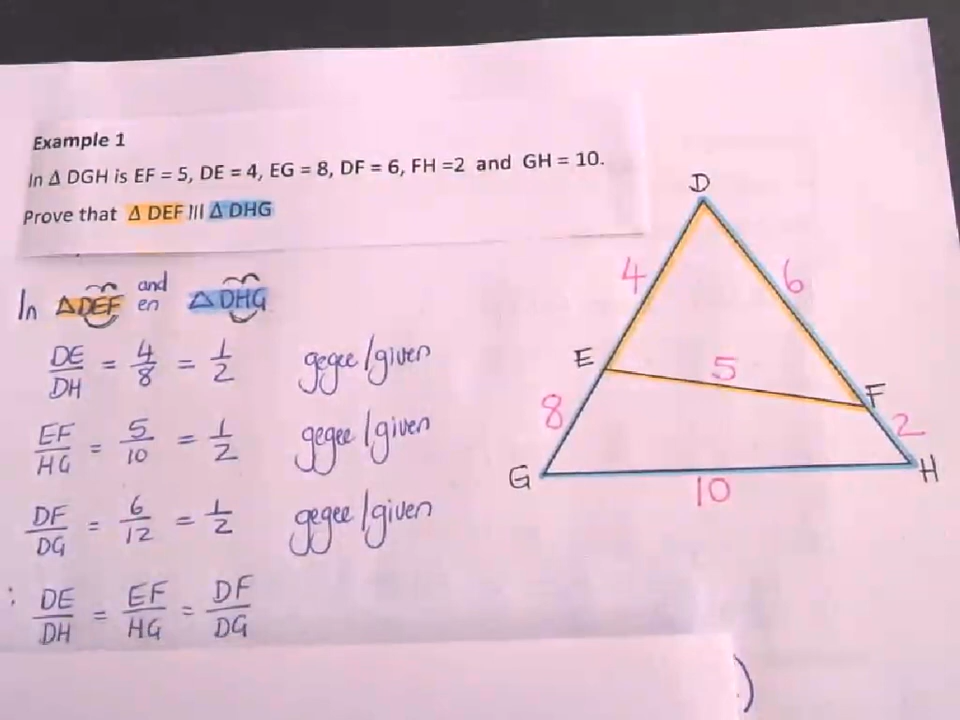 Example 1
In Δ DGH is EF = 5, DE = 4, EG = 8, DF = 6, FH =2 and GH = 10.
Prove that Δ DEF /// Δ DHG
In ΔDEF and en ΔDHG
DE/DH = 4/8 = 1/2 gegee/given
EF/HG = 5/10 = 1/2 gegee/given
DF/DG = 6/12 = 1/2 gegee/given
: DE/DH = EF/HG = DF/DG
)
D
4 6
E 5 F
8 2
G 10 H